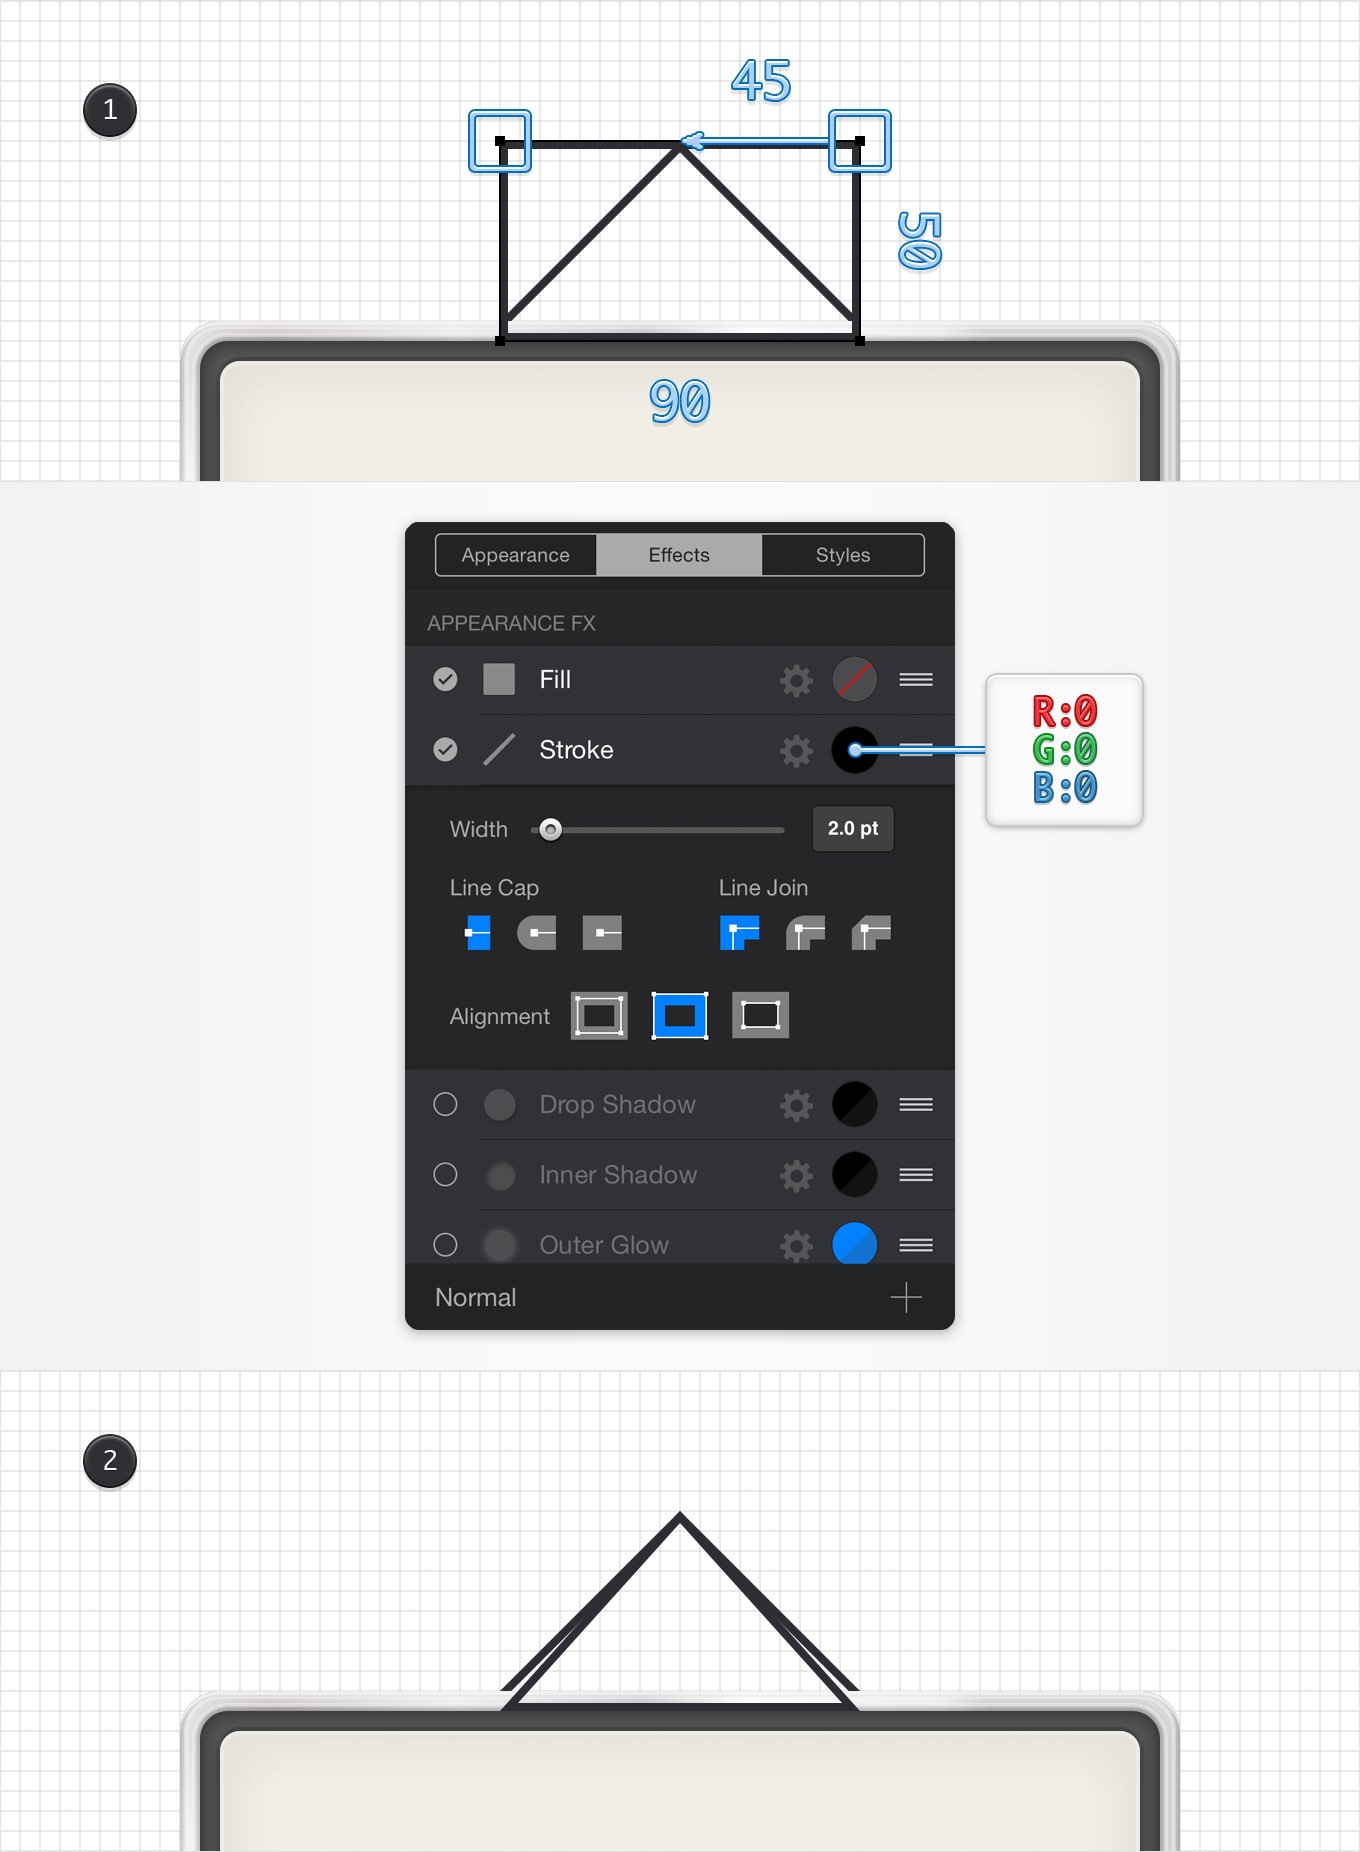 1
45
50
90
Appearance Effects Styles
APPEARANCE FX
Fill
Stroke
R:0
G:0
B:0
Width 2.0 pt
Line Cap Line Join
Alignment
Drop Shadow
Inner Shadow
Outer Glow
Normal
2